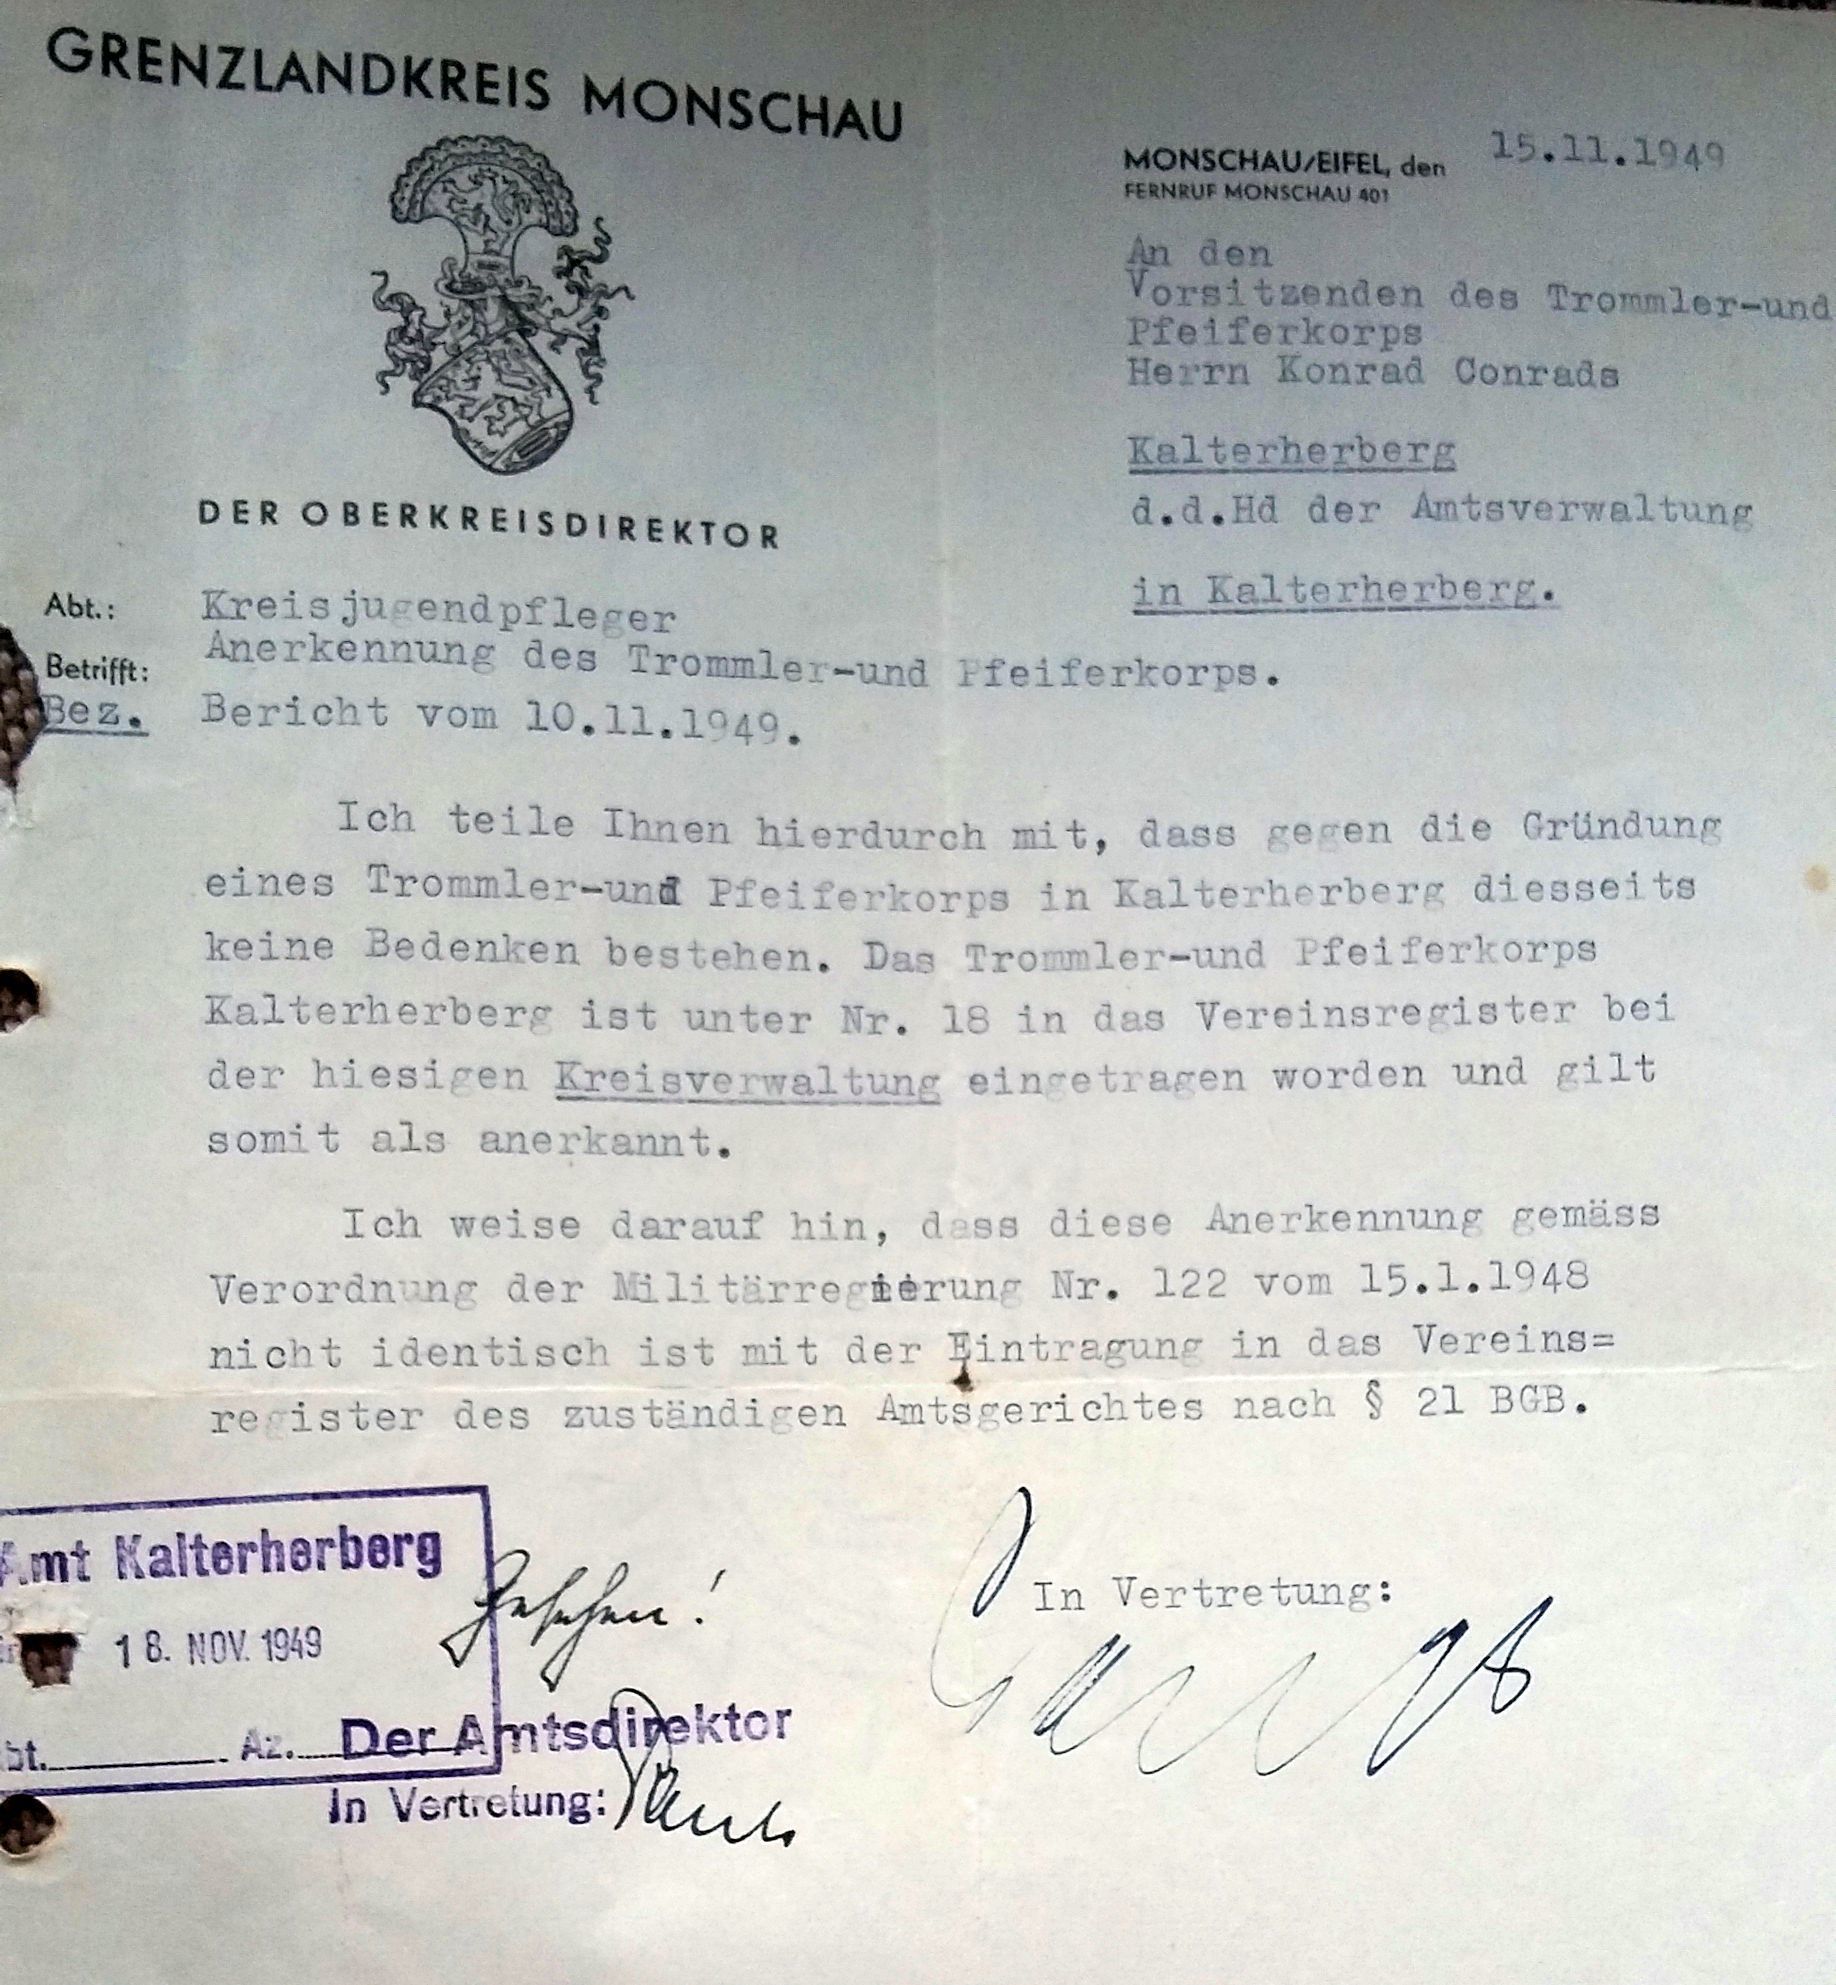 GRENZLANDKREIS MONSCHAU
DER OBERKREISDIREKTOR
MONSCHAU/EIFEL, den 15.11.1949
FERNRUF MONSCHAU 401
An den
Vorsitzenden des Trommler-und
Pfeiferkorps
Herrn Konrad Conrads
Kalterherberg
d.d.Hd der Amtsverwaltung
in Kalterherberg.
Abt.: Kreisjugendpfleger
Betrifft: Anerkennung des Trommler-und Pfeiferkorps.
Bez. Bericht vom 10.11.1949.
Ich teile Ihnen hierdurch mit, dass gegen die Gründung
eines Trommler-und Pfeiferkorps in Kalterherberg diesseits
keine Bedenken bestehen. Das Trommler-und Pfeiferkorps
Kalterherberg ist unter Nr. 18 in das Vereinsregister bei
der hiesigen Kreisverwaltung eingetragen worden und gilt
somit als anerkannt.
Ich weise darauf hin, dass diese Anerkennung gemäss
Verordnung der Militärregierung Nr. 122 vom 15.1.1948
nicht identisch ist mit der Eintragung in das Vereins=
register des zuständigen Amtsgerichtes nach § 21 BGB.
Amt Kalterherberg
18. NOV. 1949
Az.
Gesehen!
Der Amtsdirektor
In Vertretung:
In Vertretung: